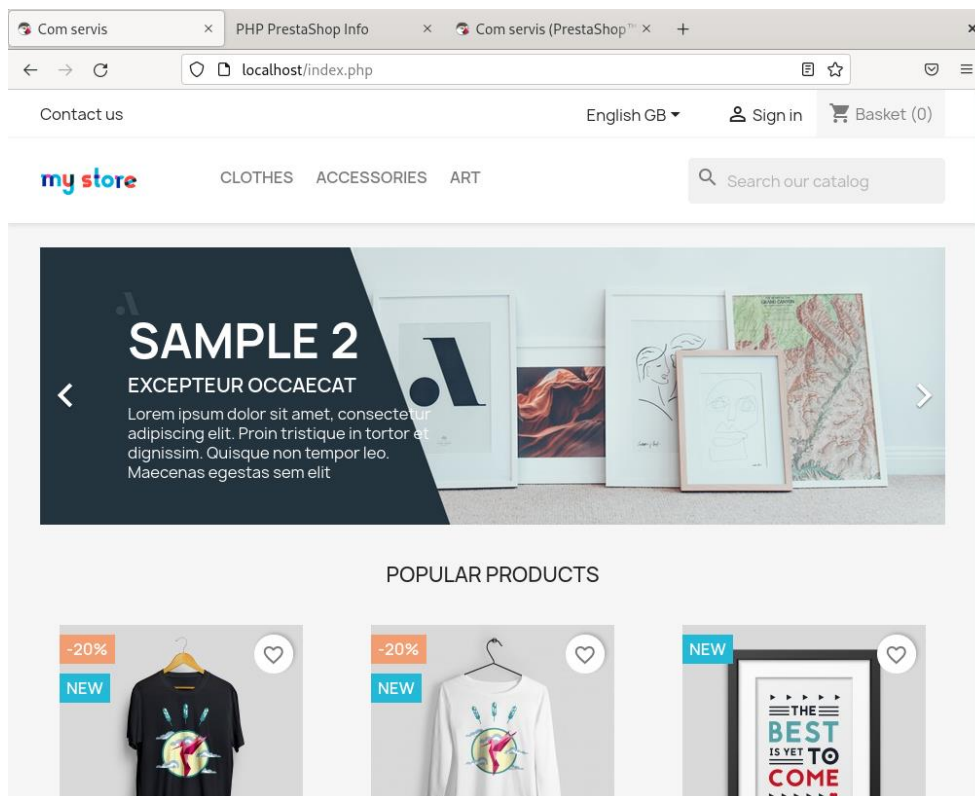 Com servis
PHP PrestaShop Info
Com servis (PrestaShop™
localhost/index.php
Contact us
English GB
Sign in
Basket (0)
my store
CLOTHES
ACCESSORIES
ART
Search our catalog
SAMPLE 2
EXCEPTEUR OCCAECAT
Lorem ipsum dolor sit amet, consectetur
adipiscing elit. Proin tristique in tortor et
dignissim. Quisque non tempor leo.
Maecenas egestas sem elit
GRAND CANYON
POPULAR PRODUCTS
-20%
NEW
-20%
NEW
NEW
THE
BEST
IS YET TO
COME